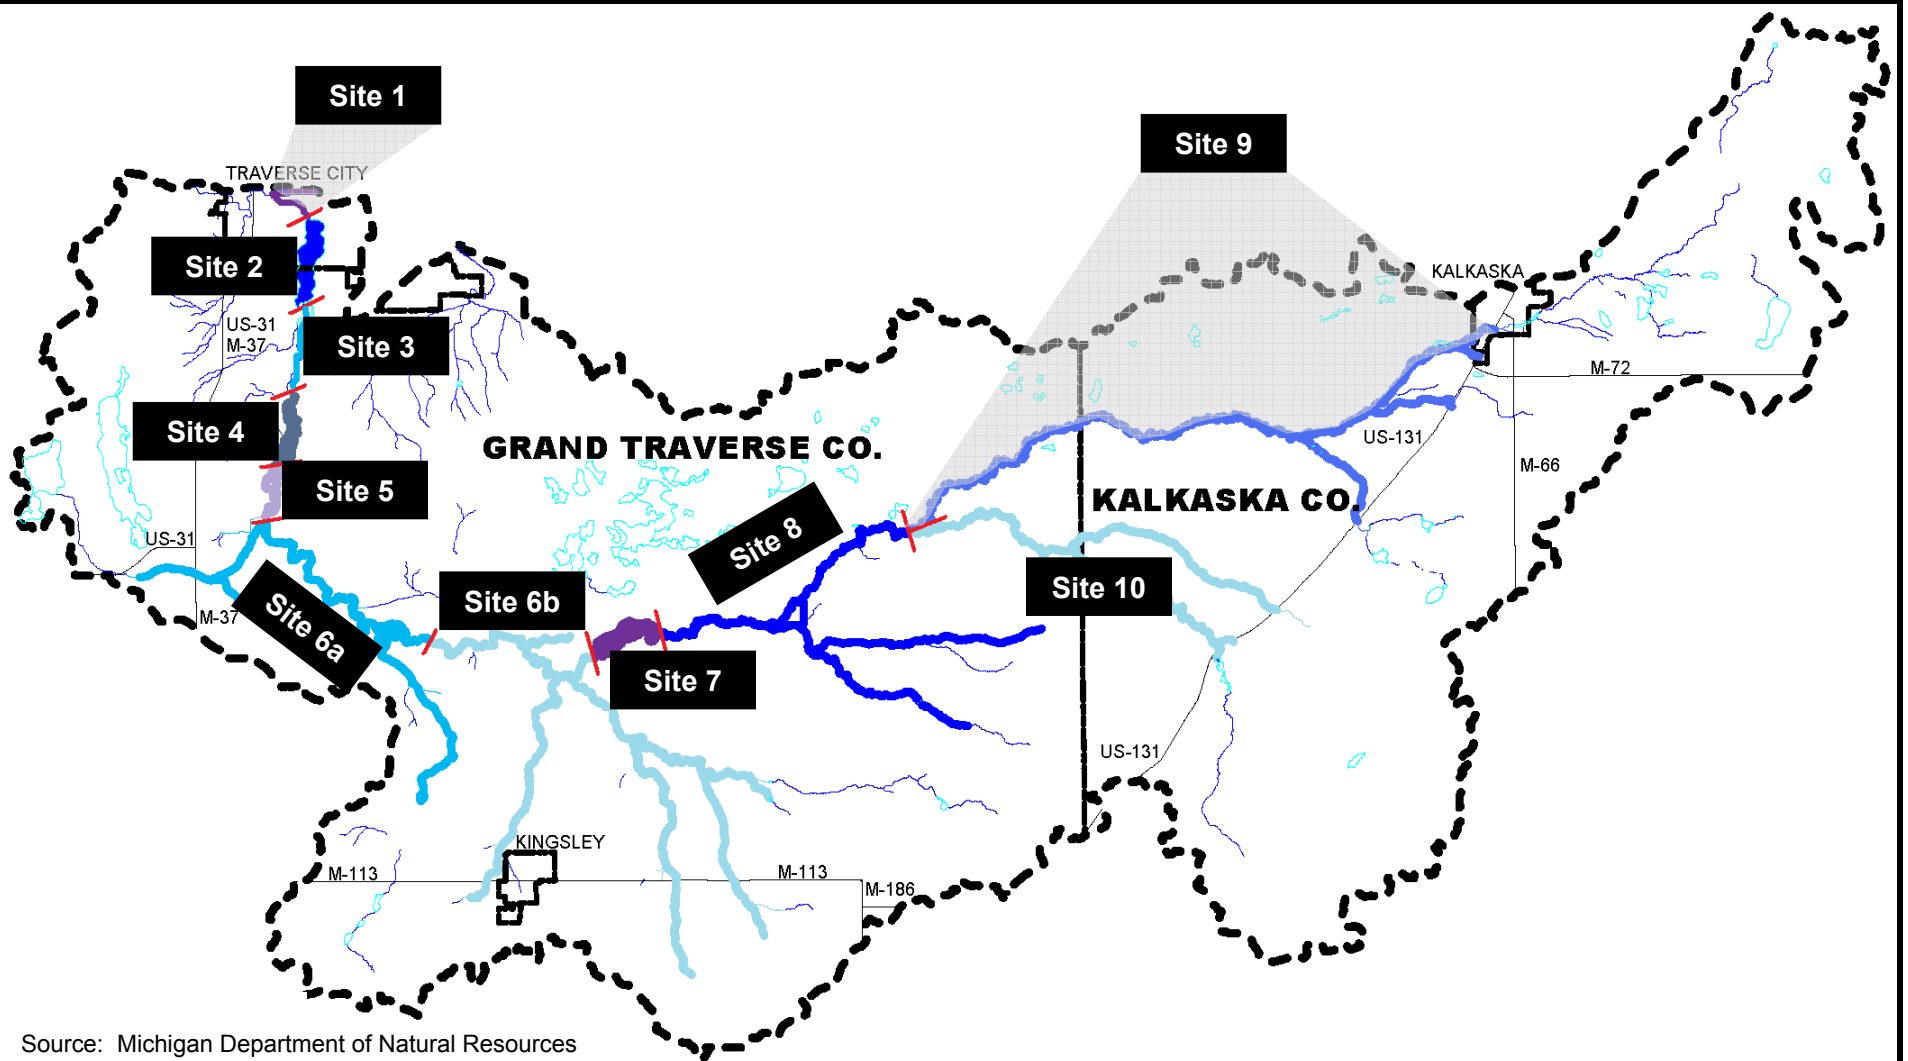 Site 1
Site 9
TRAVERSE CITY
Site 2
KALKASKA
US-31
M-37
Site 3
M-72
Site 4
GRAND TRAVERSE CO.
US-131
M-66
Site 5
KALKASKA CO.
US-31
Site 8
Site 6b
Site 10
M-37
Site 6a
Site 7
US-131
KINGSLEY
M-113
M-113
M-186
Source: Michigan Department of Natural Resources